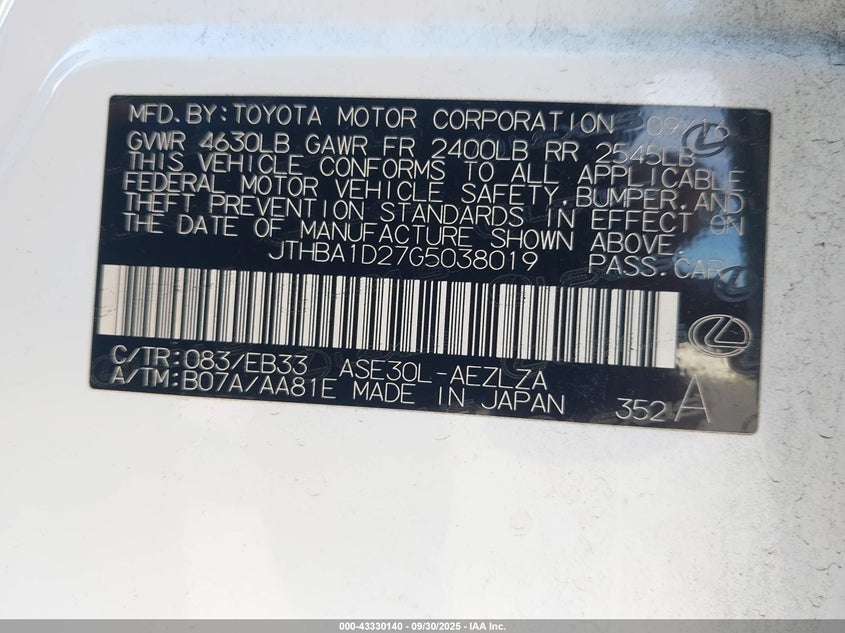 MFD.BY:TOYOTA MOTOR CORPORATION 09/16
GVWR 4630LB GAWR FR 2400LB RR 2545LB
THIS VEHICLE CONFORMS TO ALL APPLICABLE
FEDERAL MOTOR VEHICLE SAFETY,BUMPER,AND
THEFT PREVENTION STANDARDS IN EFFECT ON
THE DATE OF MANUFACTURE SHOWN ABOVE.
JTHBA1D27G5038019 PASS.CAR
C/TR:083/EB33 ASE30L-AEZLZA
A/TM:B07A/AA81E MADE IN JAPAN 352 A
000-43330140 - 09/30/2025 - IAA Inc.